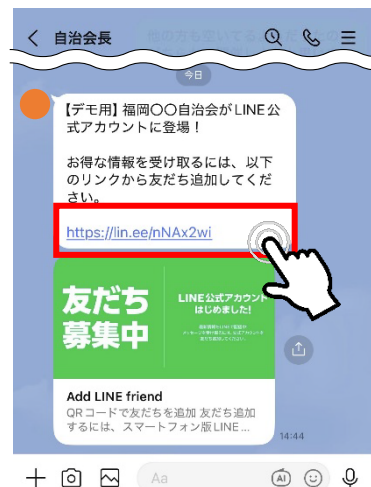 自治会長
今日
【デモ用】福岡〇〇自治会がLINE公
式アカウントに登場！
お得な情報を受け取るには、以下
のリンクから友だち追加してくだ
さい。
https://lin.ee/nNAx2wi
友だち
募集中
LINE公式アカウント
はじめました!
Add LINE friend
QRコードで友だちを追加 友だち追加
するには、スマートフォン版LINE...
14:44
Aa
AI